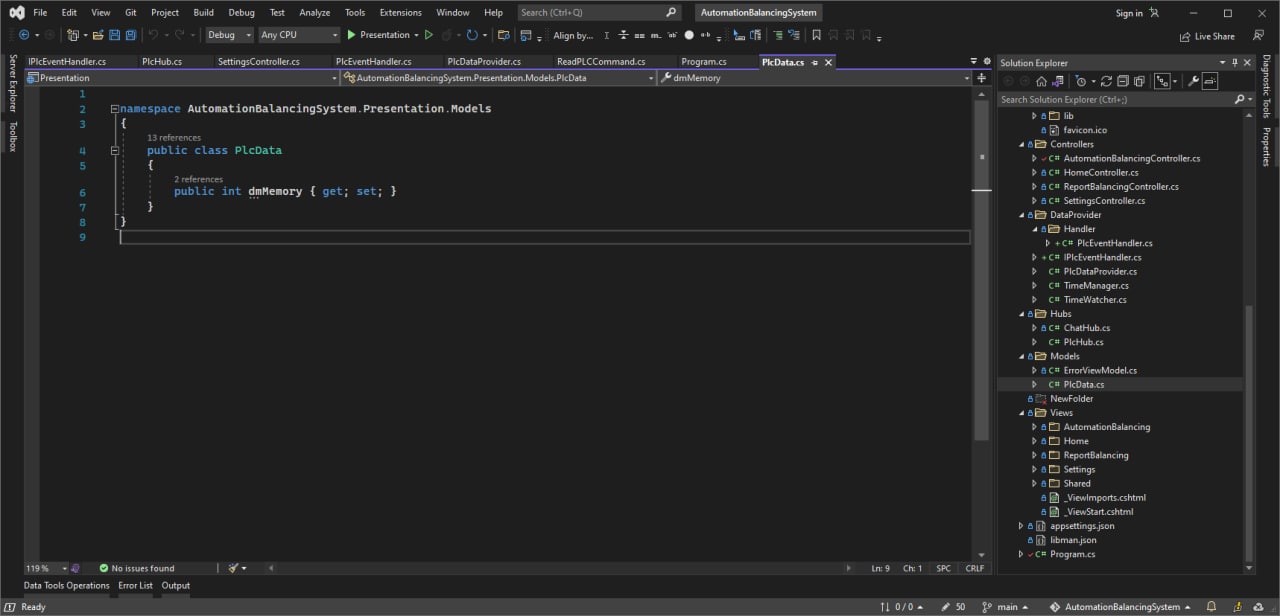 File Edit View Git Project Build Debug Test Analyze Tools Extensions Window Help Search (Ctrl+Q) AutomationBalancingSystem Sign in
Debug Any CPU Presentation Align by... Live Share
Server Explorer
Toolbox
IPlcEventHandler.cs PlcHub.cs SettingsController.cs PlcEventHandler.cs PlcDataProvider.cs ReadPLCCommand.cs Program.cs PlcData.cs
Presentation AutomationBalancingSystem.Presentation.Models.PlcData dmMemory
1
2 namespace AutomationBalancingSystem.Presentation.Models
3 {
13 references
4 public class PlcData
5 {
2 references
6 public int dmMemory { get; set; }
7 }
8 }
9
119 % No issues found Ln: 9 Ch: 1 SPC CRLF
Solution Explorer
Search Solution Explorer (Ctrl+;)
lib
favicon.ico
Controllers
C# AutomationBalancingController.cs
C# HomeController.cs
C# ReportBalancingController.cs
C# SettingsController.cs
DataProvider
Handler
+ C# PlcEventHandler.cs
+ C# IPlcEventHandler.cs
C# PlcDataProvider.cs
C# TimeManager.cs
C# TimeWatcher.cs
Hubs
C# ChatHub.cs
C# PlcHub.cs
Models
C# ErrorViewModel.cs
C# PlcData.cs
NewFolder
Views
AutomationBalancing
Home
ReportBalancing
Settings
Shared
_ViewImports.cshtml
_ViewStart.cshtml
appsettings.json
libman.json
C# Program.cs
Diagnostic Tools
Properties
Data Tools Operations Error List Output
Ready 0 / 0 50 main AutomationBalancingSystem